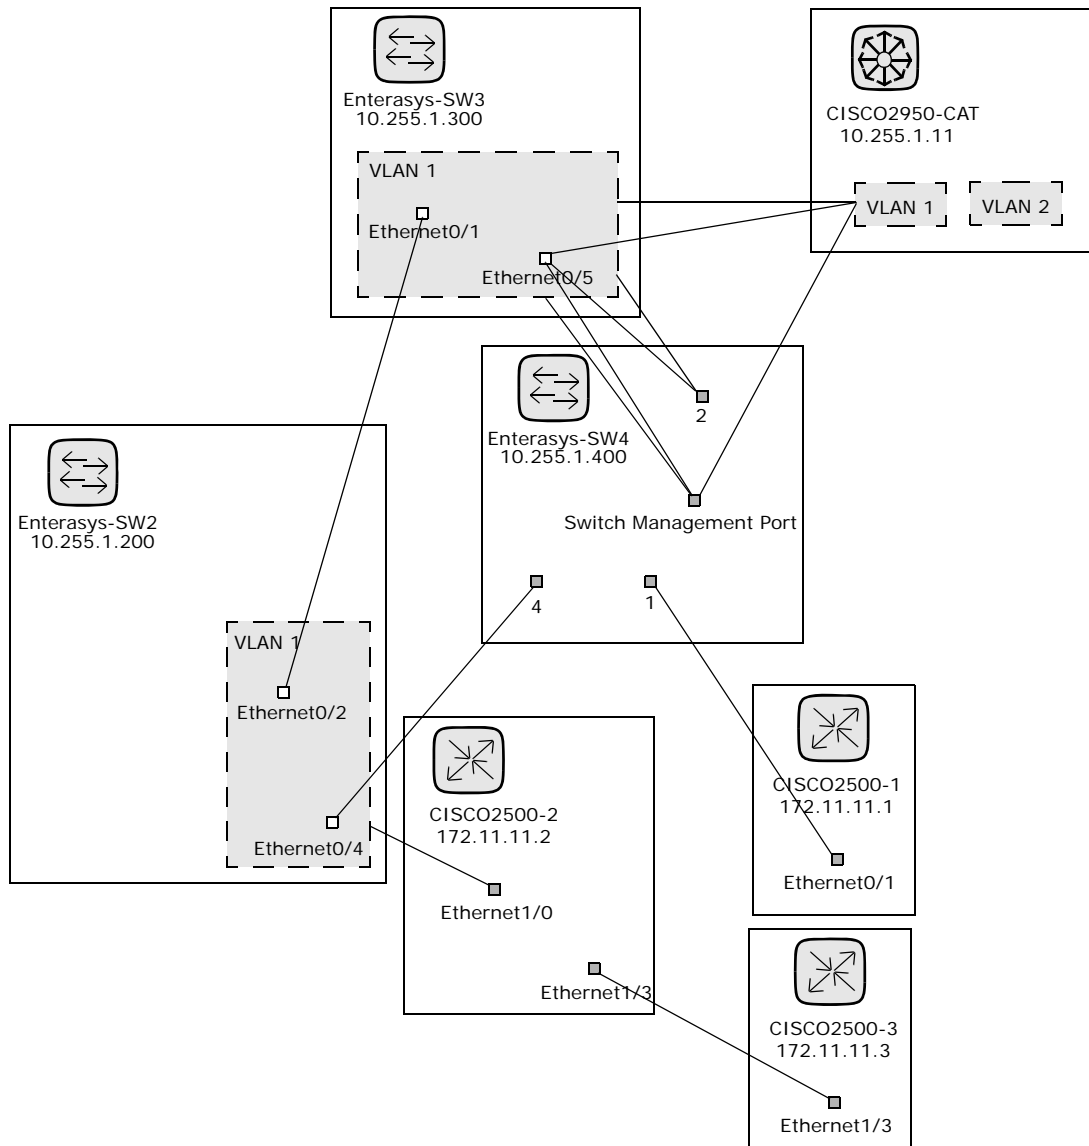 Enterasys-SW3
10.255.1.300
VLAN 1
Ethernet0/1
Ethernet0/5
CISCO2950-CAT
10.255.1.11
VLAN 1
VLAN 2
Enterasys-SW4
10.255.1.400
2
Switch Management Port
4
1
Enterasys-SW2
10.255.1.200
VLAN 1
Ethernet0/2
Ethernet0/4
CISCO2500-2
172.11.11.2
Ethernet1/0
Ethernet1/3
CISCO2500-1
172.11.11.1
Ethernet0/1
CISCO2500-3
172.11.11.3
Ethernet1/3